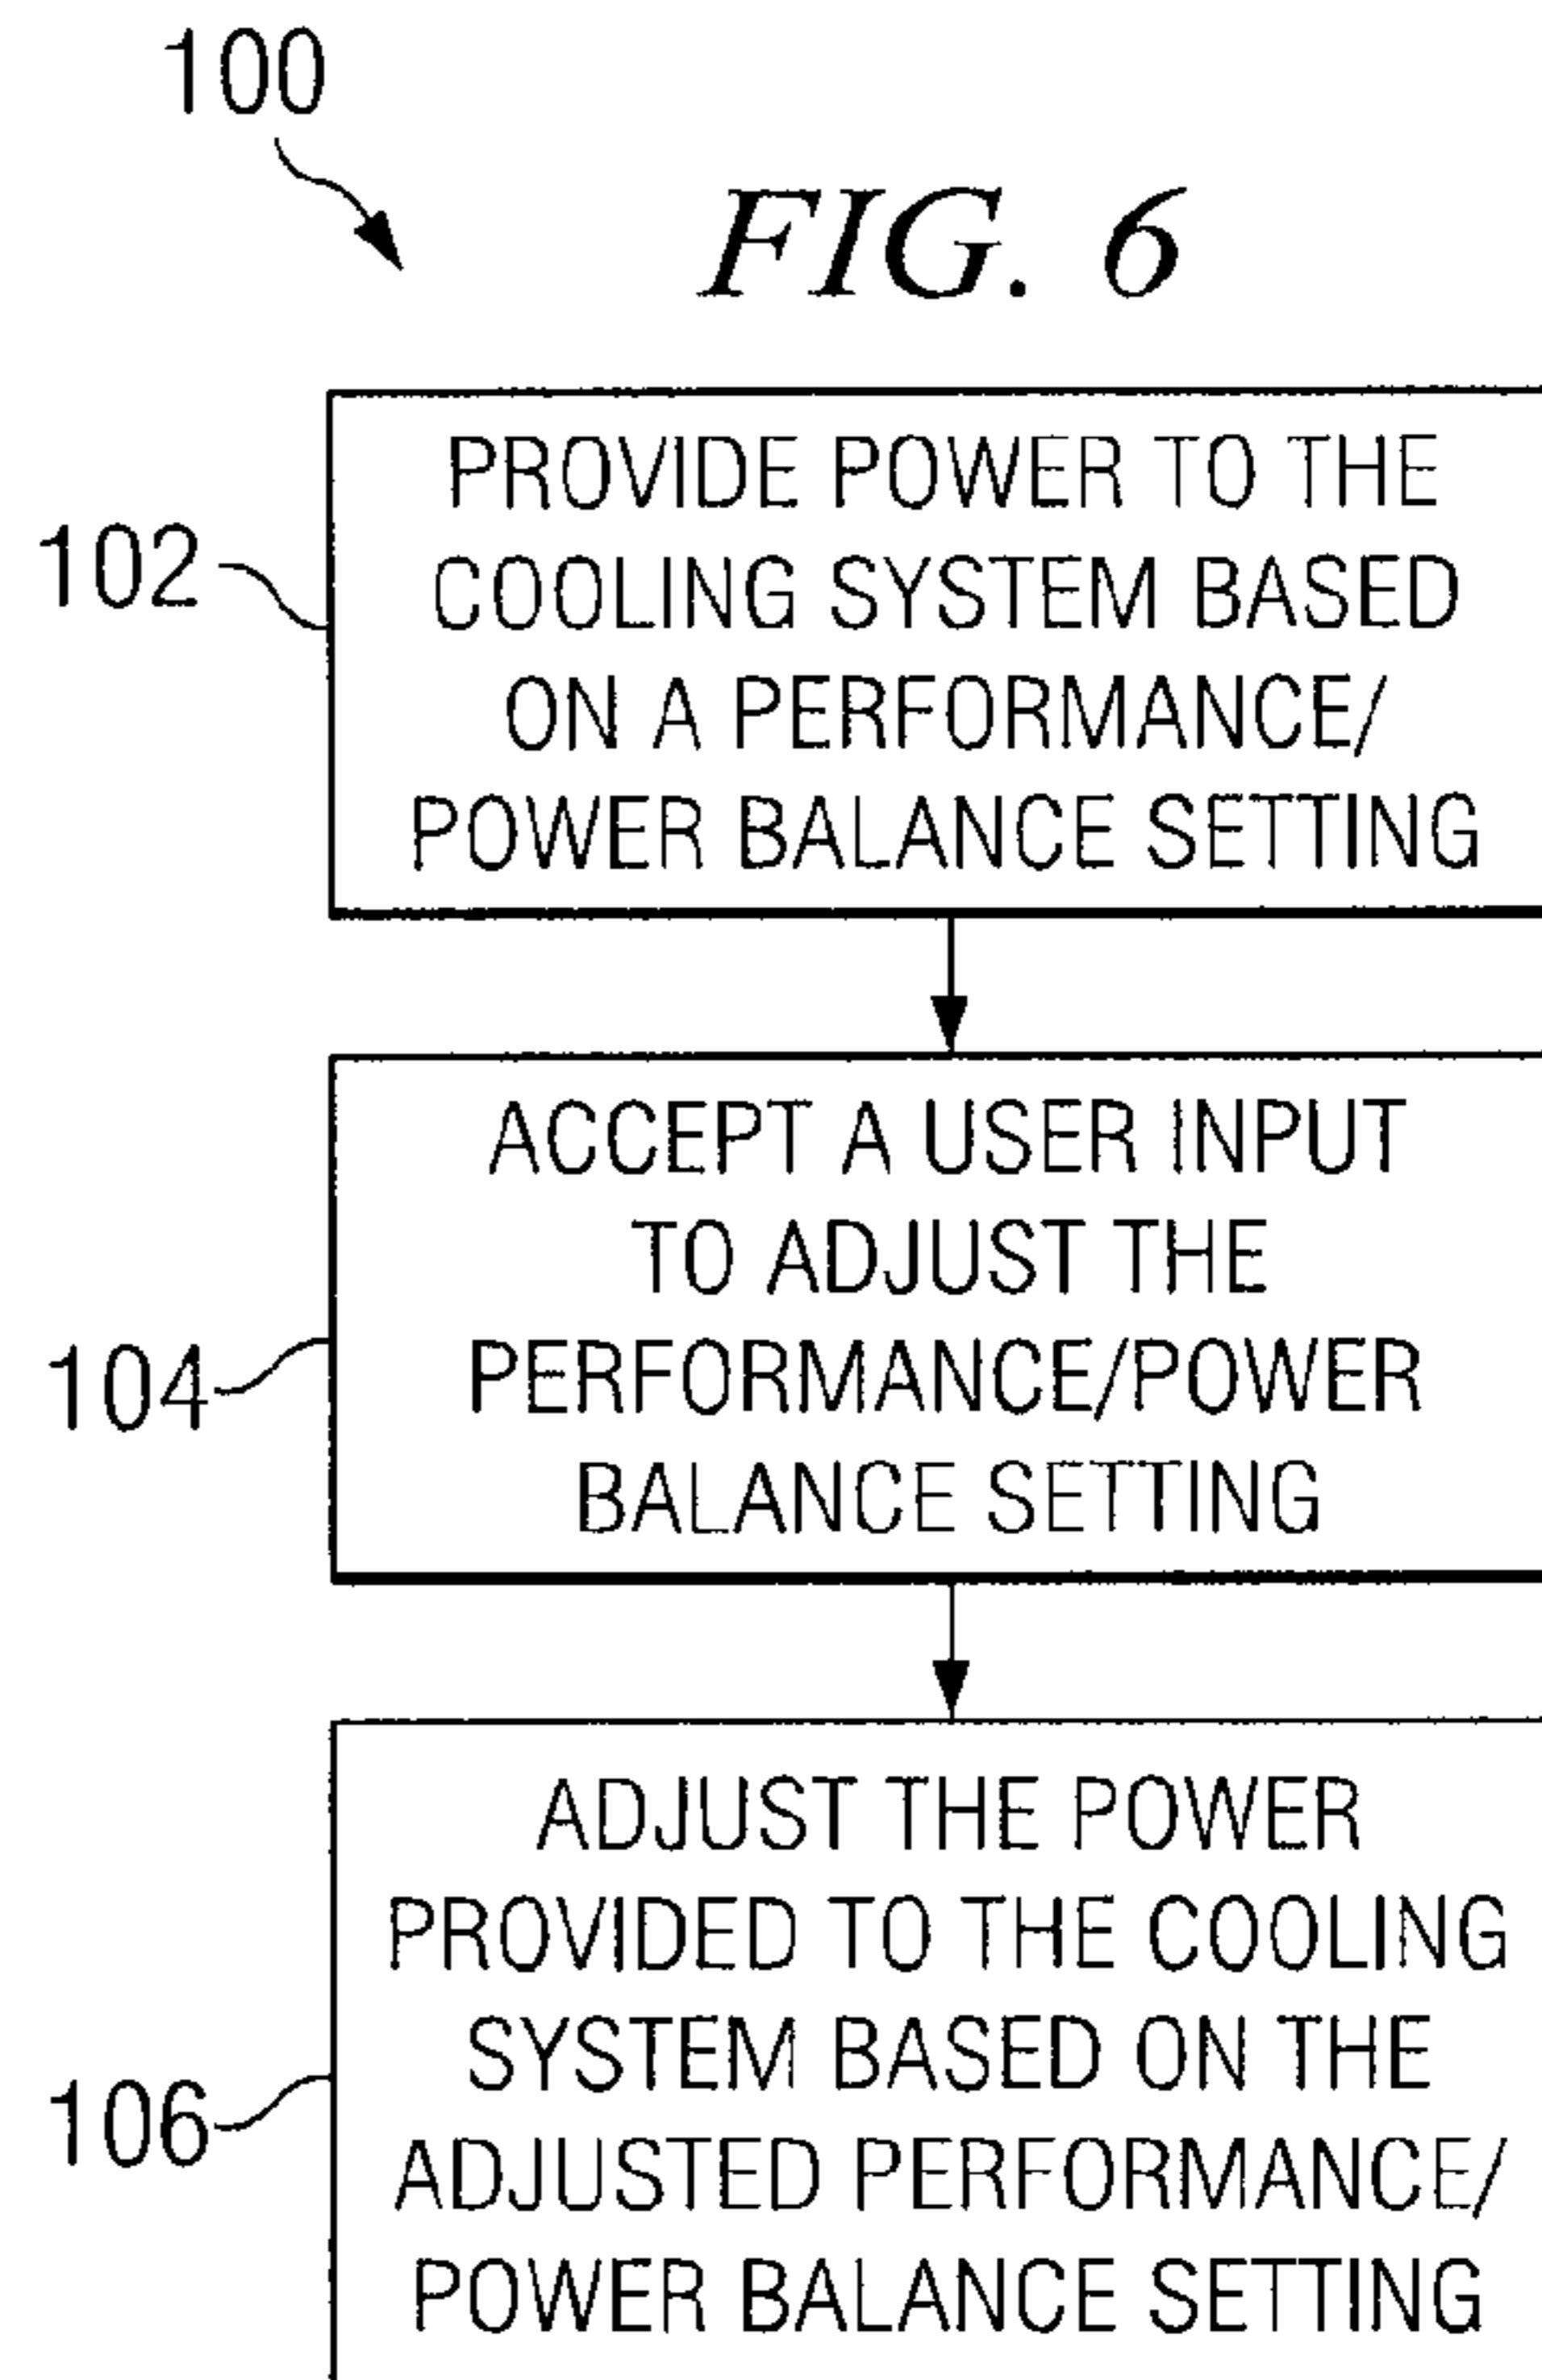 100
FIG. 6
102
PROVIDE POWER TO THE
COOLING SYSTEM BASED
ON A PERFORMANCE/
POWER BALANCE SETTING
104
ACCEPT A USER INPUT
TO ADJUST THE
PERFORMANCE/POWER
BALANCE SETTING
106
ADJUST THE POWER
PROVIDED TO THE COOLING
SYSTEM BASED ON THE
ADJUSTED PERFORMANCE/
POWER BALANCE SETTING